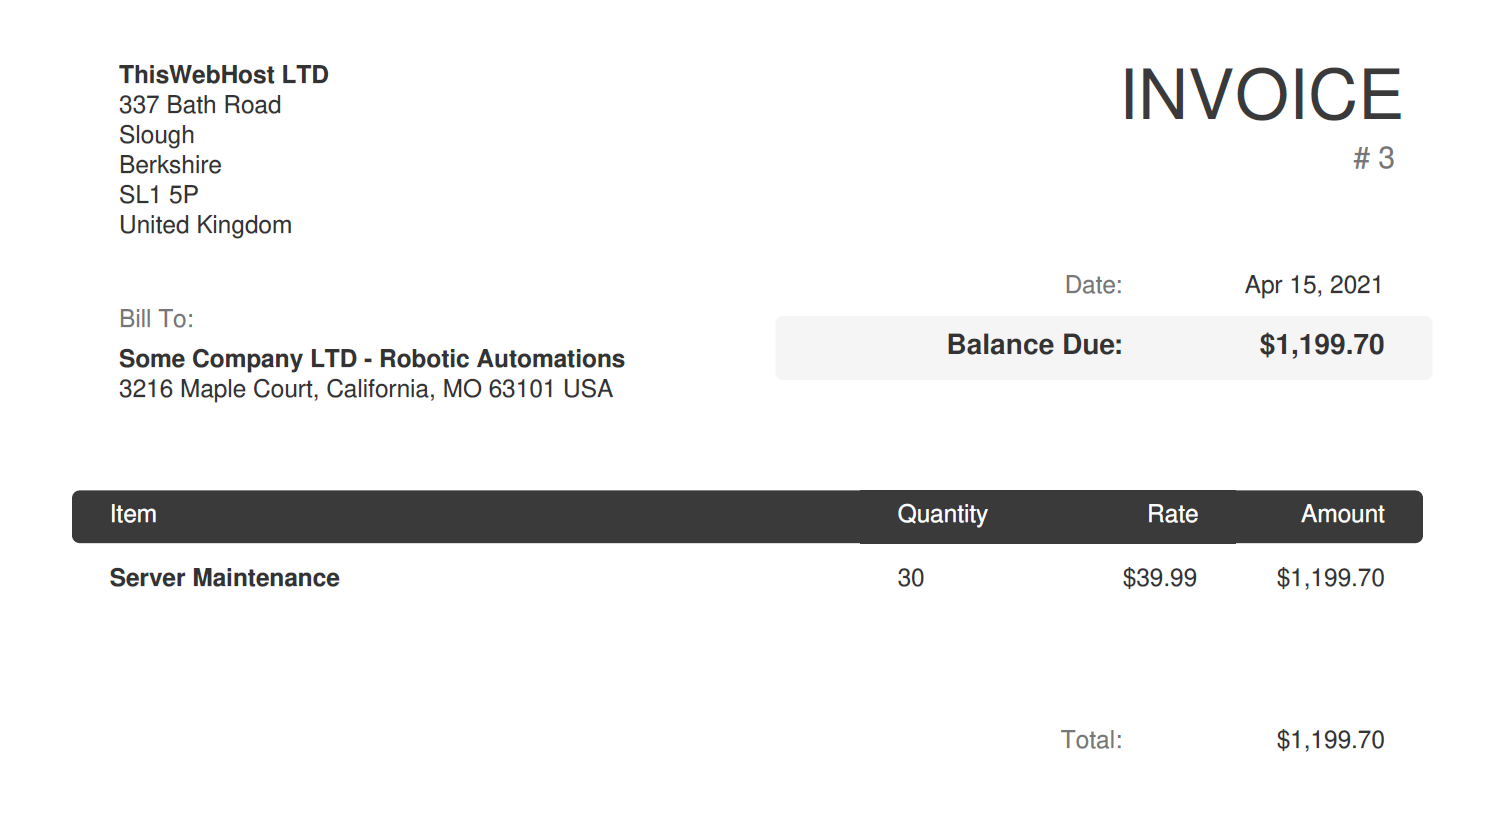 ThisWebHost LTD
337 Bath Road
Slough
Berkshire
SL1 5P
United Kingdom
INVOICE
# 3
Date: Apr 15, 2021
Balance Due: $1,199.70
Bill To:
Some Company LTD - Robotic Automations
3216 Maple Court, California, MO 63101 USA
Item Quantity Rate Amount
Server Maintenance 30 $39.99 $1,199.70
Total: $1,199.70